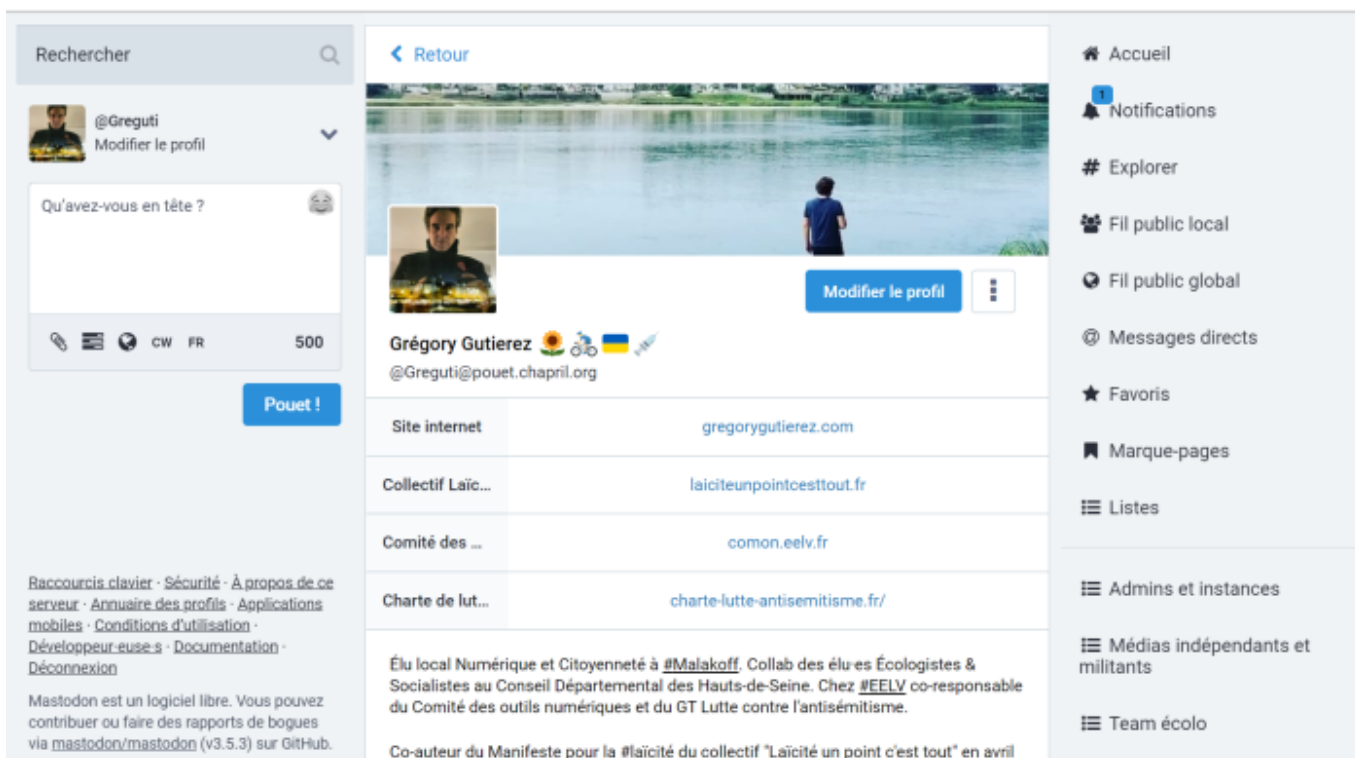 Rechercher
@Greguti
Modifier le profil
Qu'avez-vous en tête ?
CW FR 500
Pouet !
Raccourcis clavier · Sécurité · À propos de ce
serveur · Annuaire des profils · Applications
mobiles · Conditions d'utilisation ·
Développeur·euse·s · Documentation ·
Déconnexion
Mastodon est un logiciel libre. Vous pouvez
contribuer ou faire des rapports de bogues
via mastodon/mastodon (v3.5.3) sur GitHub.
Retour
Modifier le profil
Grégory Gutierez 🌻 🚴 🇺🇦 💉
@Greguti@pouet.chapril.org
Site internet gregorygutierez.com
Collectif Laïc... laiciteunpointcesttout.fr
Comité des ... comon.eelv.fr
Charte de lut... charte-lutte-antisemitisme.fr/
Élu local Numérique et Citoyenneté à #Malakoff. Collab des élu·es Écologistes &
Socialistes au Conseil Départemental des Hauts-de-Seine. Chez #EELV co-responsable
du Comité des outils numériques et du GT Lutte contre l'antisémitisme.
Co-auteur du Manifeste pour la #laïcité du collectif "Laïcité un point c'est tout" en avril
Accueil
1
Notifications
# Explorer
Fil public local
Fil public global
@ Messages directs
Favoris
Marque-pages
Listes
Admins et instances
Médias indépendants et
militants
Team écolo